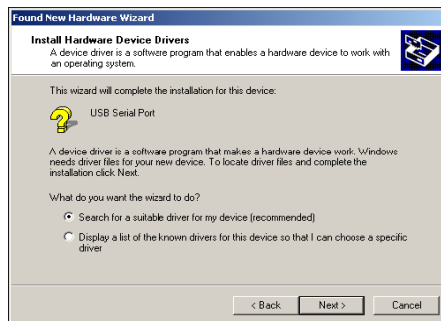 Found New Hardware Wizard
Install Hardware Device Drivers
A device driver is a software program that enables a hardware device to work with
an operating system.
This wizard will complete the installation for this device:
USB Serial Port
A device driver is a software program that makes a hardware device work. Windows
needs driver files for your new device. To locate driver files and complete the
installation click Next.
What do you want the wizard to do?
Search for a suitable driver for my device (recommended)
Display a list of the known drivers for this device so that I can choose a specific
driver
< Back Next > Cancel